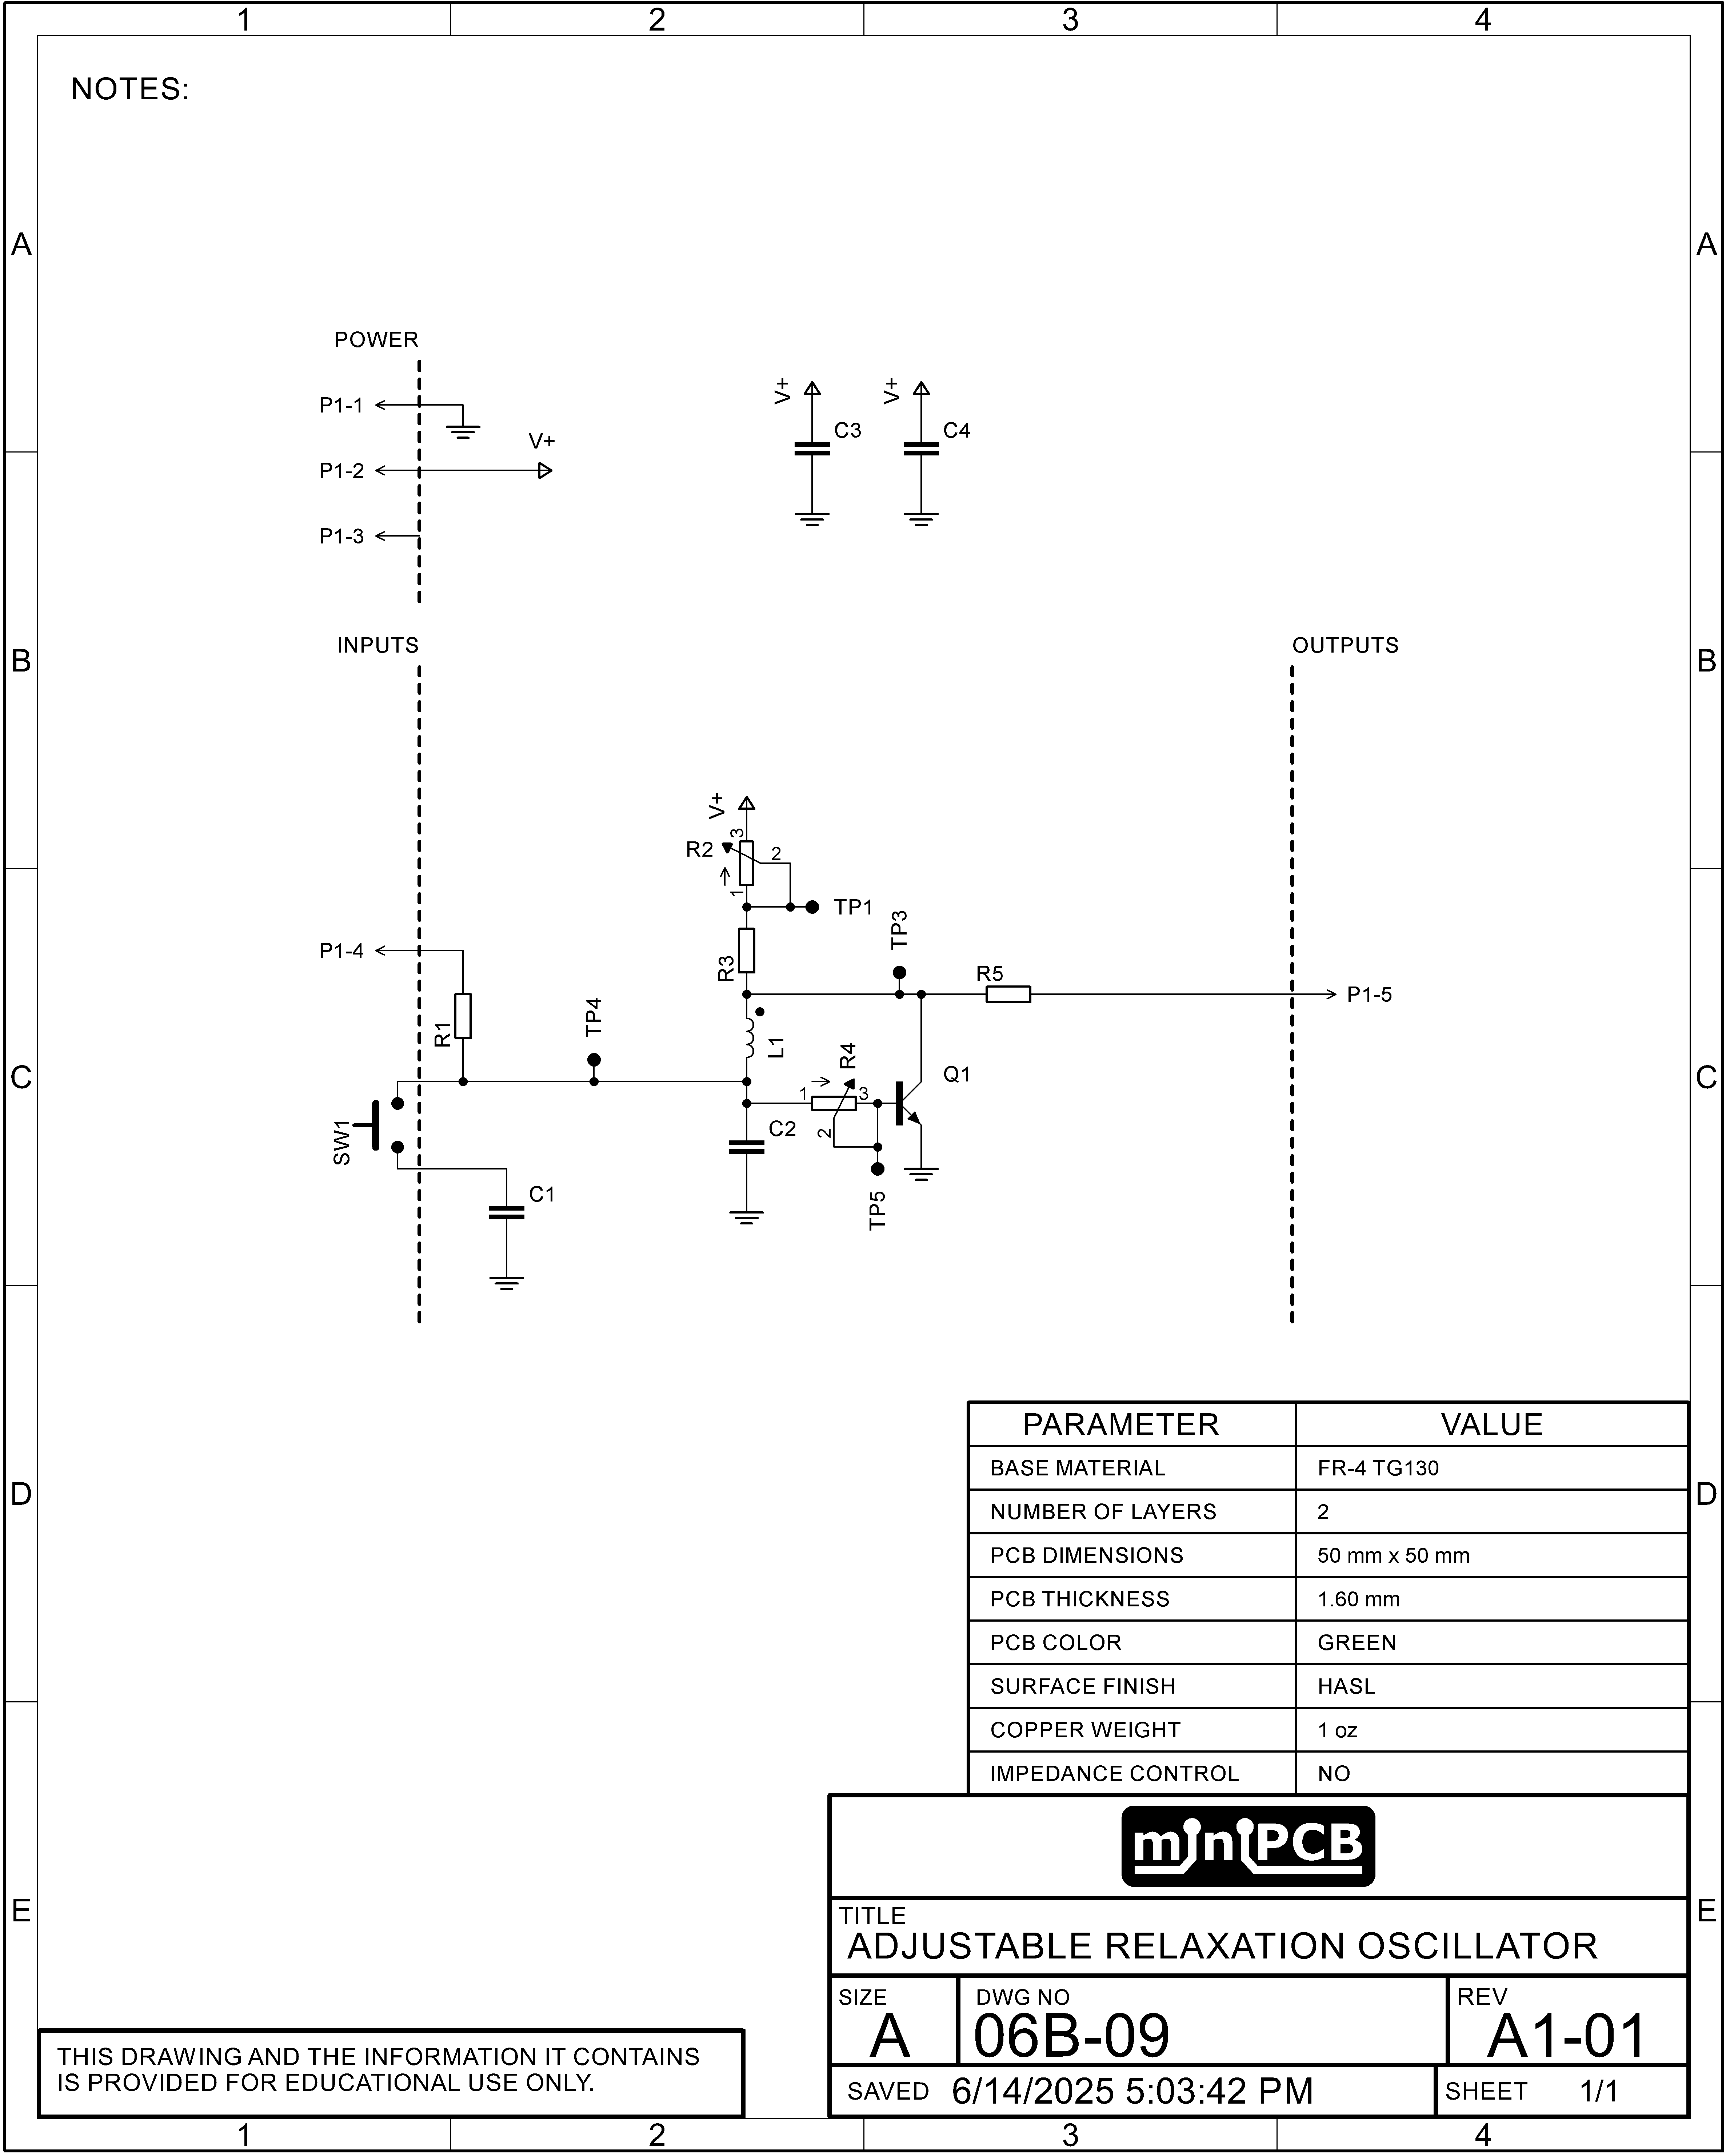 1 2 3 4
NOTES:
A A
POWER
P1-1
V+
P1-2
P1-3
V+ V+
C3 C4
INPUTS OUTPUTS
B B
V+
3
R2 2
1
TP1
TP3
P1-4
R3
R5
P1-5
TP4
R1
L1
R4
C C
Q1
1 3
C2
2
SW1
TP5
C1
PARAMETER VALUE
BASE MATERIAL FR-4 TG130
D D
NUMBER OF LAYERS 2
PCB DIMENSIONS 50 mm x 50 mm
PCB THICKNESS 1.60 mm
PCB COLOR GREEN
SURFACE FINISH HASL
COPPER WEIGHT 1 oz
IMPEDANCE CONTROL NO
miniPCB
E E
TITLE
ADJUSTABLE RELAXATION OSCILLATOR
SIZE DWG NO REV
A 06B-09 A1-01
SAVED 6/14/2025 5:03:42 PM SHEET 1/1
THIS DRAWING AND THE INFORMATION IT CONTAINS
IS PROVIDED FOR EDUCATIONAL USE ONLY.
1 2 3 4